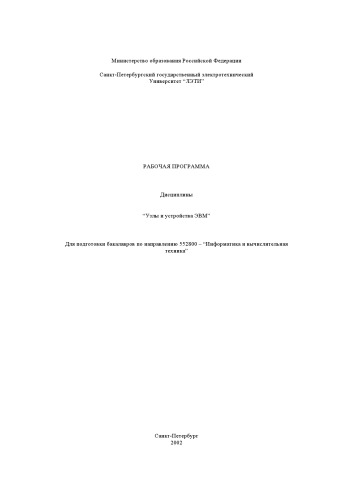 Министерство образования Российской Федерации
Санкт-Петербургский государственный электротехнический
Университет "ЛЭТИ"
РАБОЧАЯ ПРОГРАММА
Дисциплины
"Узлы и устройства ЭВМ"
Для подготовки бакалавров по направлению 552800 – "Информатика и вычислительная
техника"
Санкт-Петербург
2002